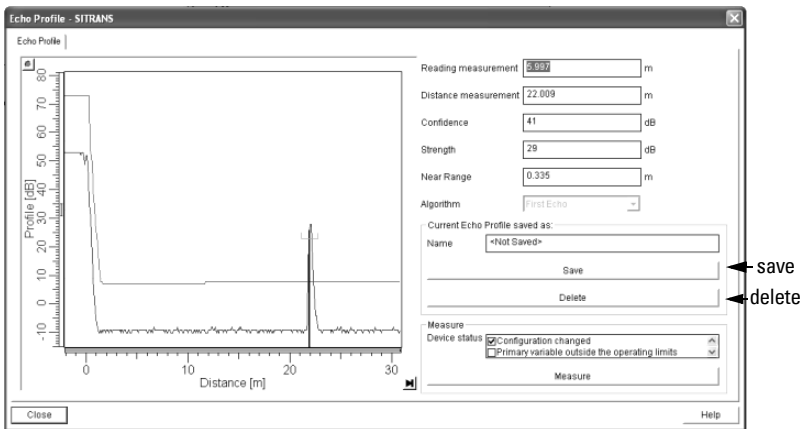 Echo Profile - SITRANS
Echo Profile
Profile [dB]
80
70
60
50
40
30
20
10
0
-10
0 10 20 30
Distance [m]
Reading measurement 5.997 m
Distance measurement 22.009 m
Confidence 41 dB
Strength 29 dB
Near Range 0.335 m
Algorithm First Echo
Current Echo Profile saved as:
Name <Not Saved>
Save
save
Delete
delete
Measure
Device status Configuration changed
Primary variable outside the operating limits
Measure
Close
Help